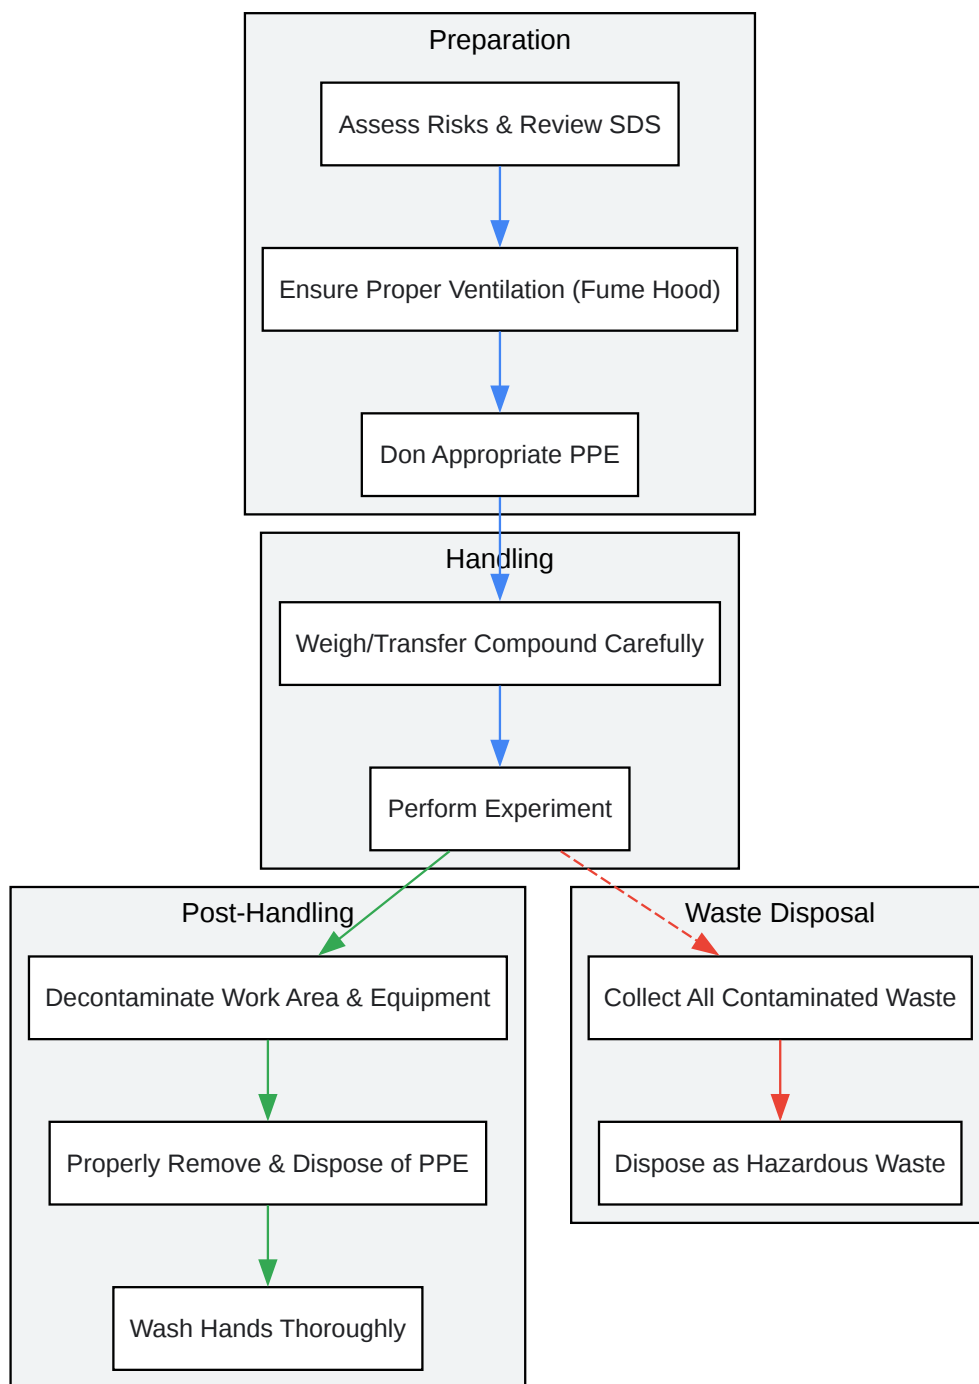 Preparation
Assess Risks & Review SDS
Ensure Proper Ventilation (Fume Hood)
Don Appropriate PPE
Handling
Weigh/Transfer Compound Carefully
Perform Experiment
Post-Handling
Decontaminate Work Area & Equipment
Properly Remove & Dispose of PPE
Wash Hands Thoroughly
Waste Disposal
Collect All Contaminated Waste
Dispose as Hazardous Waste